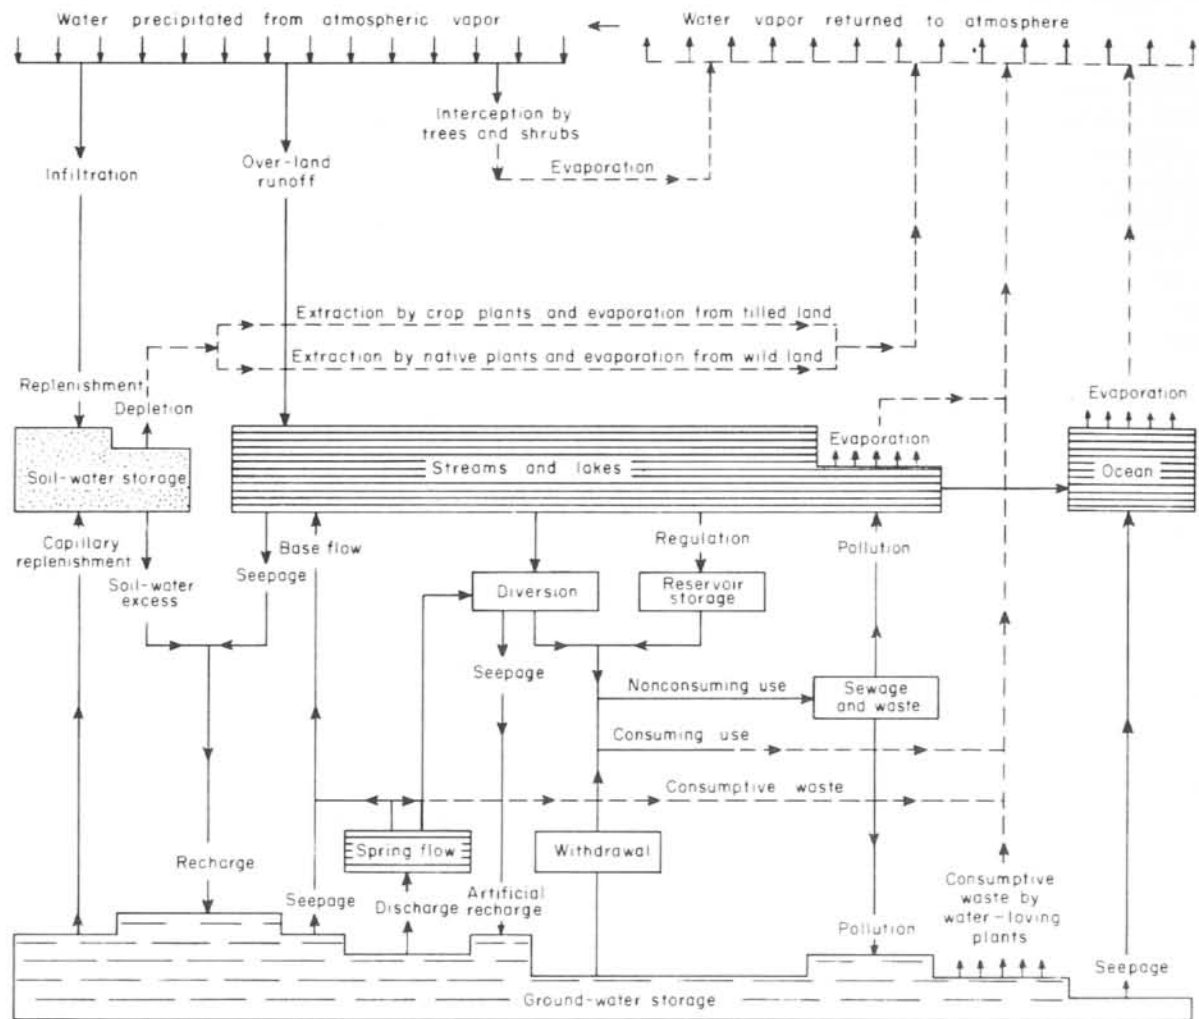 Water precipitated from atmospheric vapor
Water vapor returned to atmosphere
Interception by
trees and shrubs
Evaporation
Infiltration
Over-land
runoff
Extraction by crop plants and evaporation from tilled land
Extraction by native plants and evaporation from wild land
Replenishment
Depletion
Evaporation
Evaporation
Soil-water storage
Streams and lakes
Ocean
Capillary
replenishment
Soil-water
excess
Seepage
Base flow
Regulation
Pollution
Diversion
Reservoir
storage
Seepage
Nonconsuming use
Sewage
and waste
Consuming use
Consumptive waste
Spring flow
Withdrawal
Recharge
Seepage
Discharge
Artificial
recharge
Pollution
Consumptive
waste by
water-loving
plants
Seepage
Ground-water storage